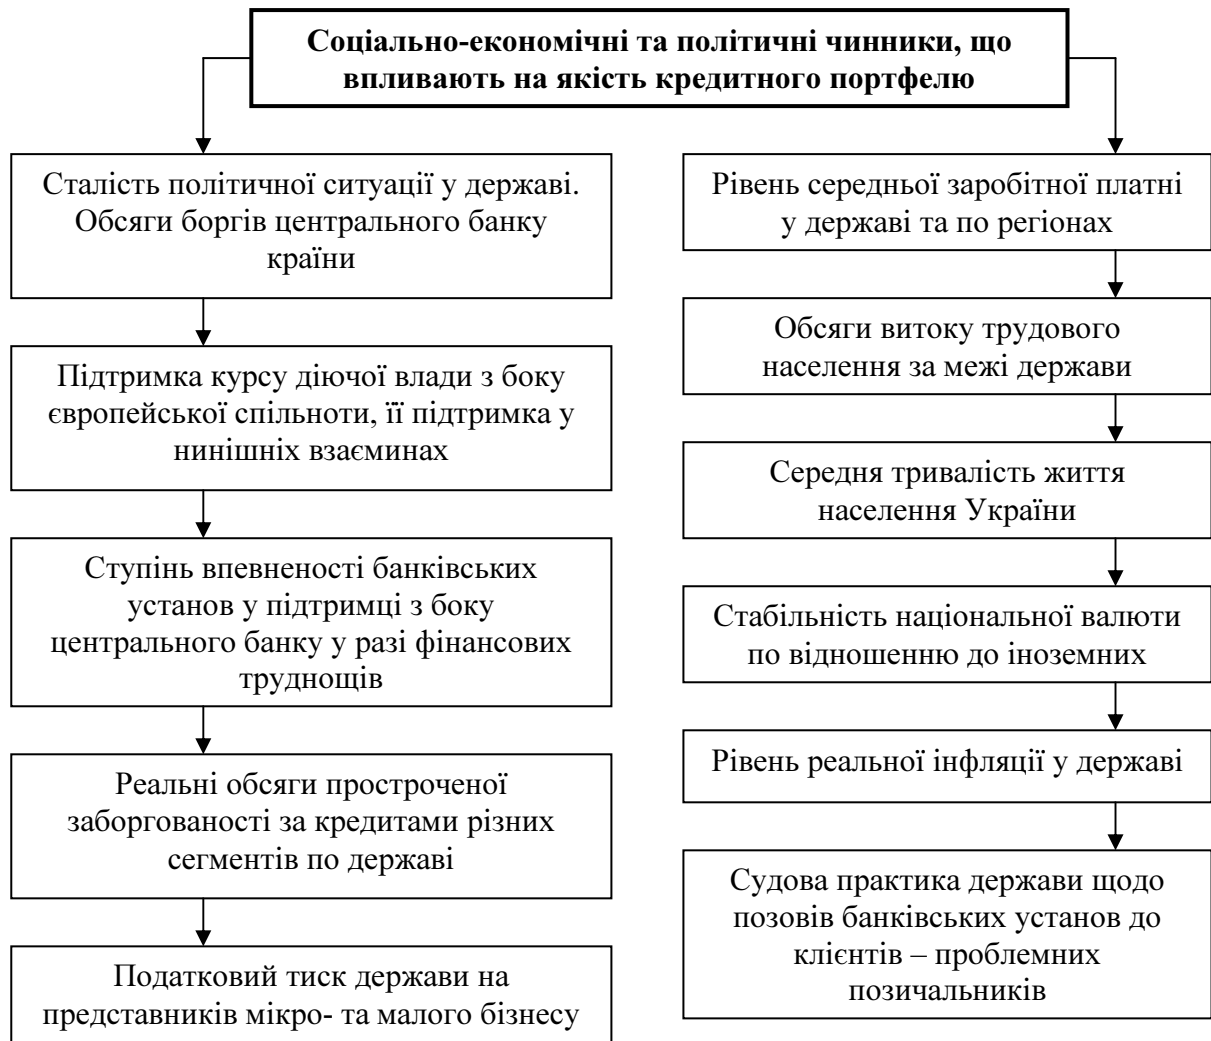 Соціально-економічні та політичні чинники, що
впливають на якість кредитного портфелю
Сталість політичної ситуації у державі.
Обсяги боргів центрального банку
країни
Підтримка курсу діючої влади з боку
європейської спільноти, її підтримка у
нинішніх взаєминах
Ступінь впевненості банківських
установ у підтримці з боку
центрального банку у разі фінансових
труднощів
Реальні обсяги простроченої
заборгованості за кредитами різних
сегментів по державі
Податковий тиск держави на
представників мікро- та малого бізнесу
Рівень середньої заробітної платні
у державі та по регіонах
Обсяги витоку трудового
населення за межі держави
Середня тривалість життя
населення України
Стабільність національної валюти
по відношенню до іноземних
Рівень реальної інфляції у державі
Судова практика держави щодо
позовів банківських установ до
клієнтів – проблемних
позичальників